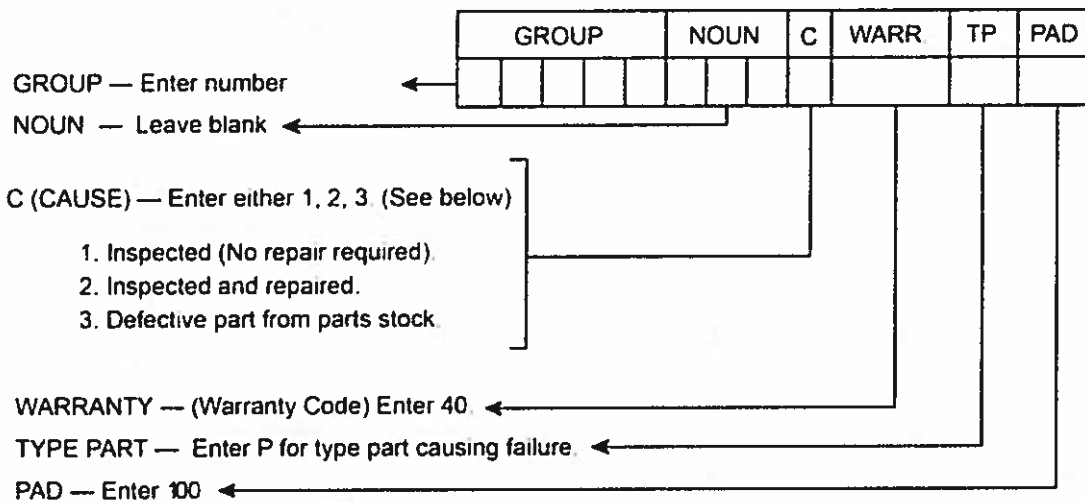 GROUP NOUN C WARR. TP PAD
GROUP — Enter number
NOUN — Leave blank
C (CAUSE) — Enter either 1, 2, 3. (See below)
1. Inspected (No repair required).
2. Inspected and repaired.
3. Defective part from parts stock.
WARRANTY — (Warranty Code) Enter 40.
TYPE PART — Enter P for type part causing failure.
PAD — Enter 100